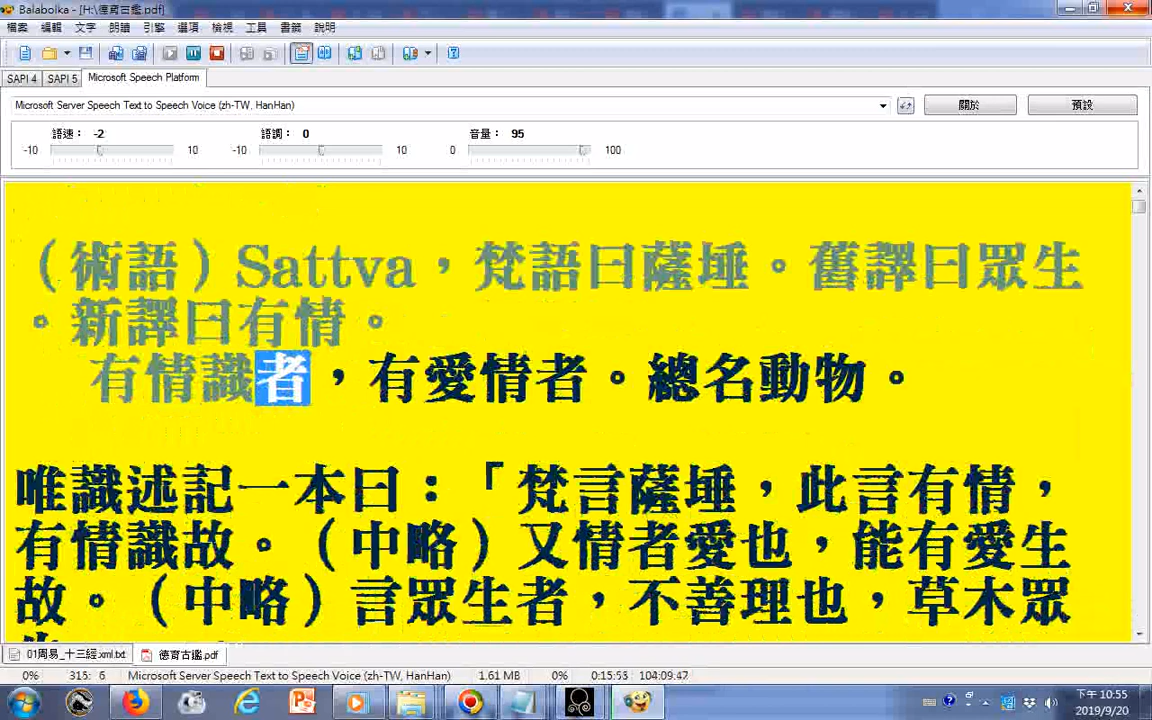 Balabolka - [H:\德育古鑑.pdf]
檔案 編輯 文字 朗讀 引擎 選項 檢視 工具 書籤 說明
SAPI 4 SAPI 5 Microsoft Speech Platform
Microsoft Server Speech Text to Speech Voice (zh-TW, HanHan) 關於 預設
語速： -2 語調： 0 音量： 95
-10 10 -10 10 0 100
（術語）Sattva，梵語曰薩埵。舊譯曰眾生
。新譯曰有情。
有情識者，有愛情者。總名動物。
唯識述記一本曰：「梵言薩埵，此言有情，
有情識故。（中略）又情者愛也，能有愛生
故。（中略）言眾生者，不善理也，草木眾
01周易_十三經.xml.txt 德育古鑑.pdf
0% 315: 6 Microsoft Server Speech Text to Speech Voice (zh-TW, HanHan) 1.61 MB 0% 0:15:53 104:09:47
下午 10:55
2019/9/20